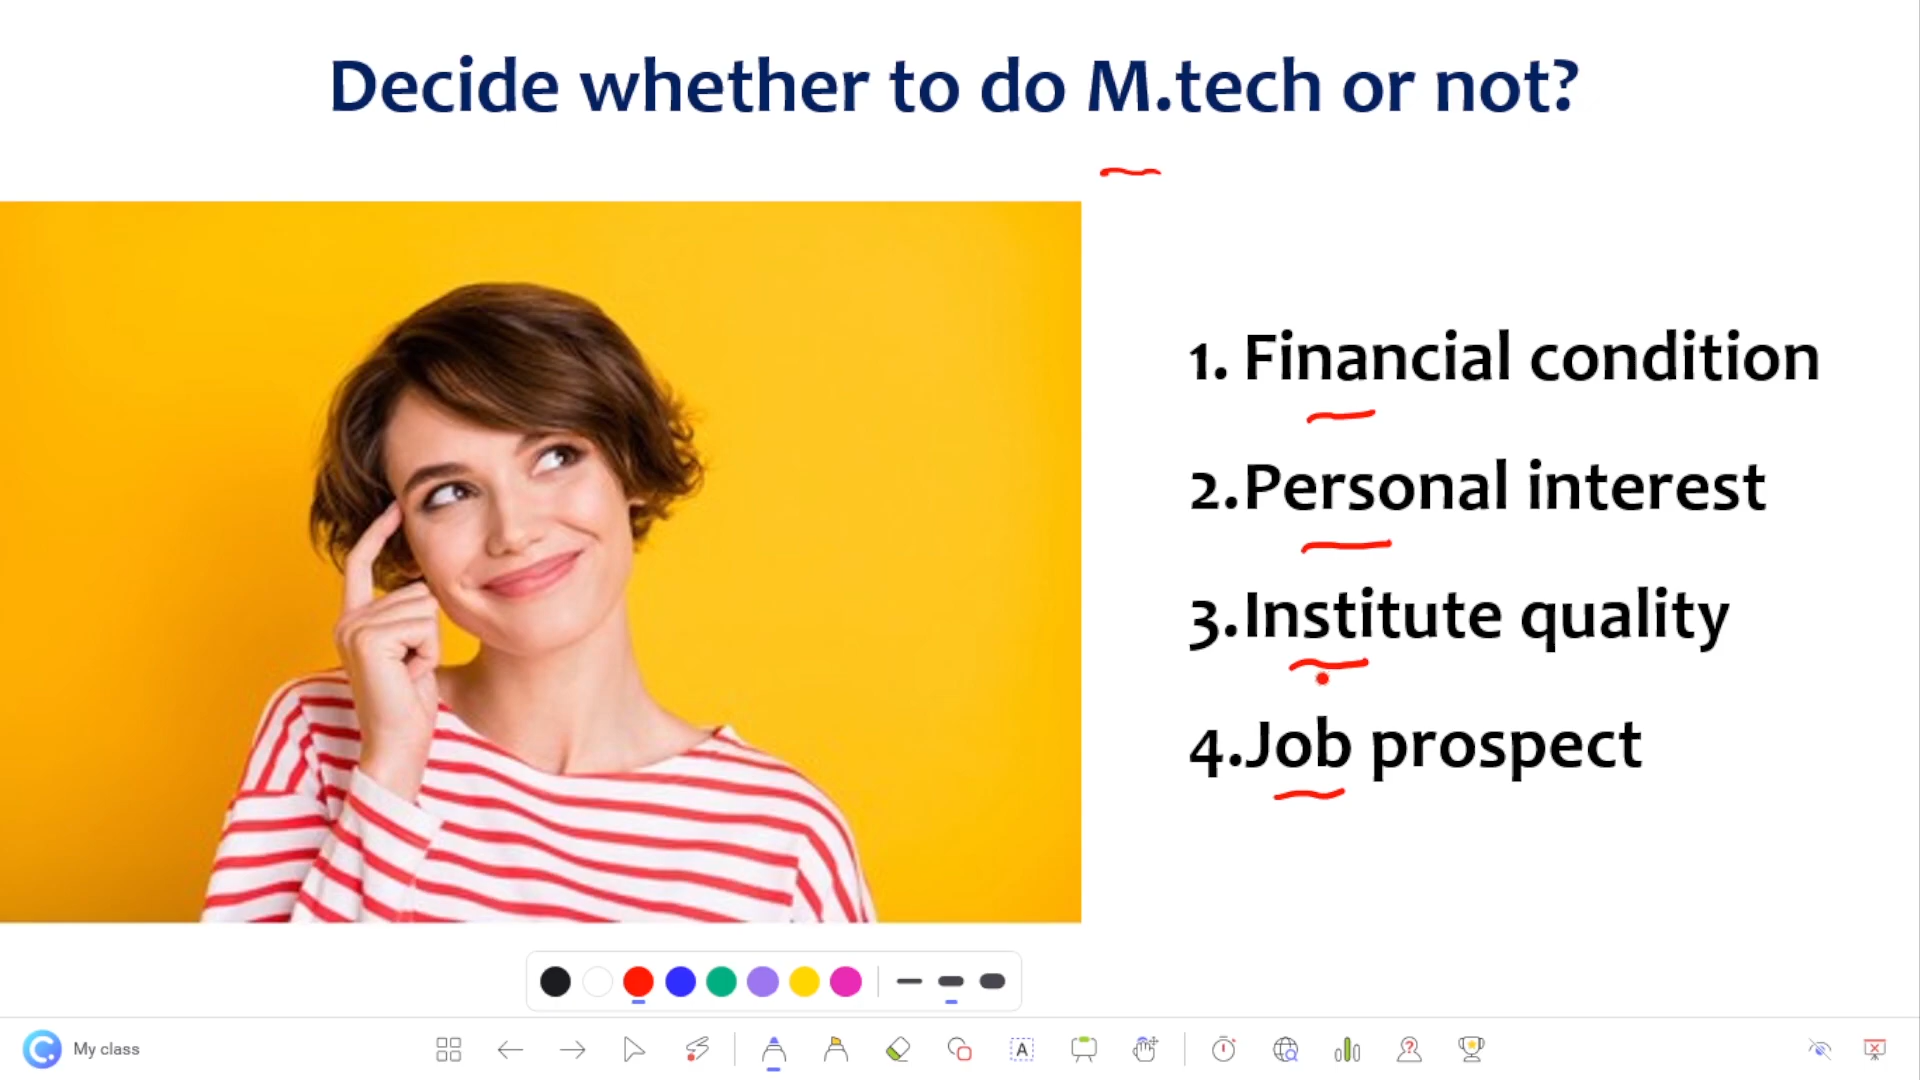 Decide whether to do M.tech or not?
1. Financial condition
2.Personal interest
3.Institute quality
4.Job prospect
My class